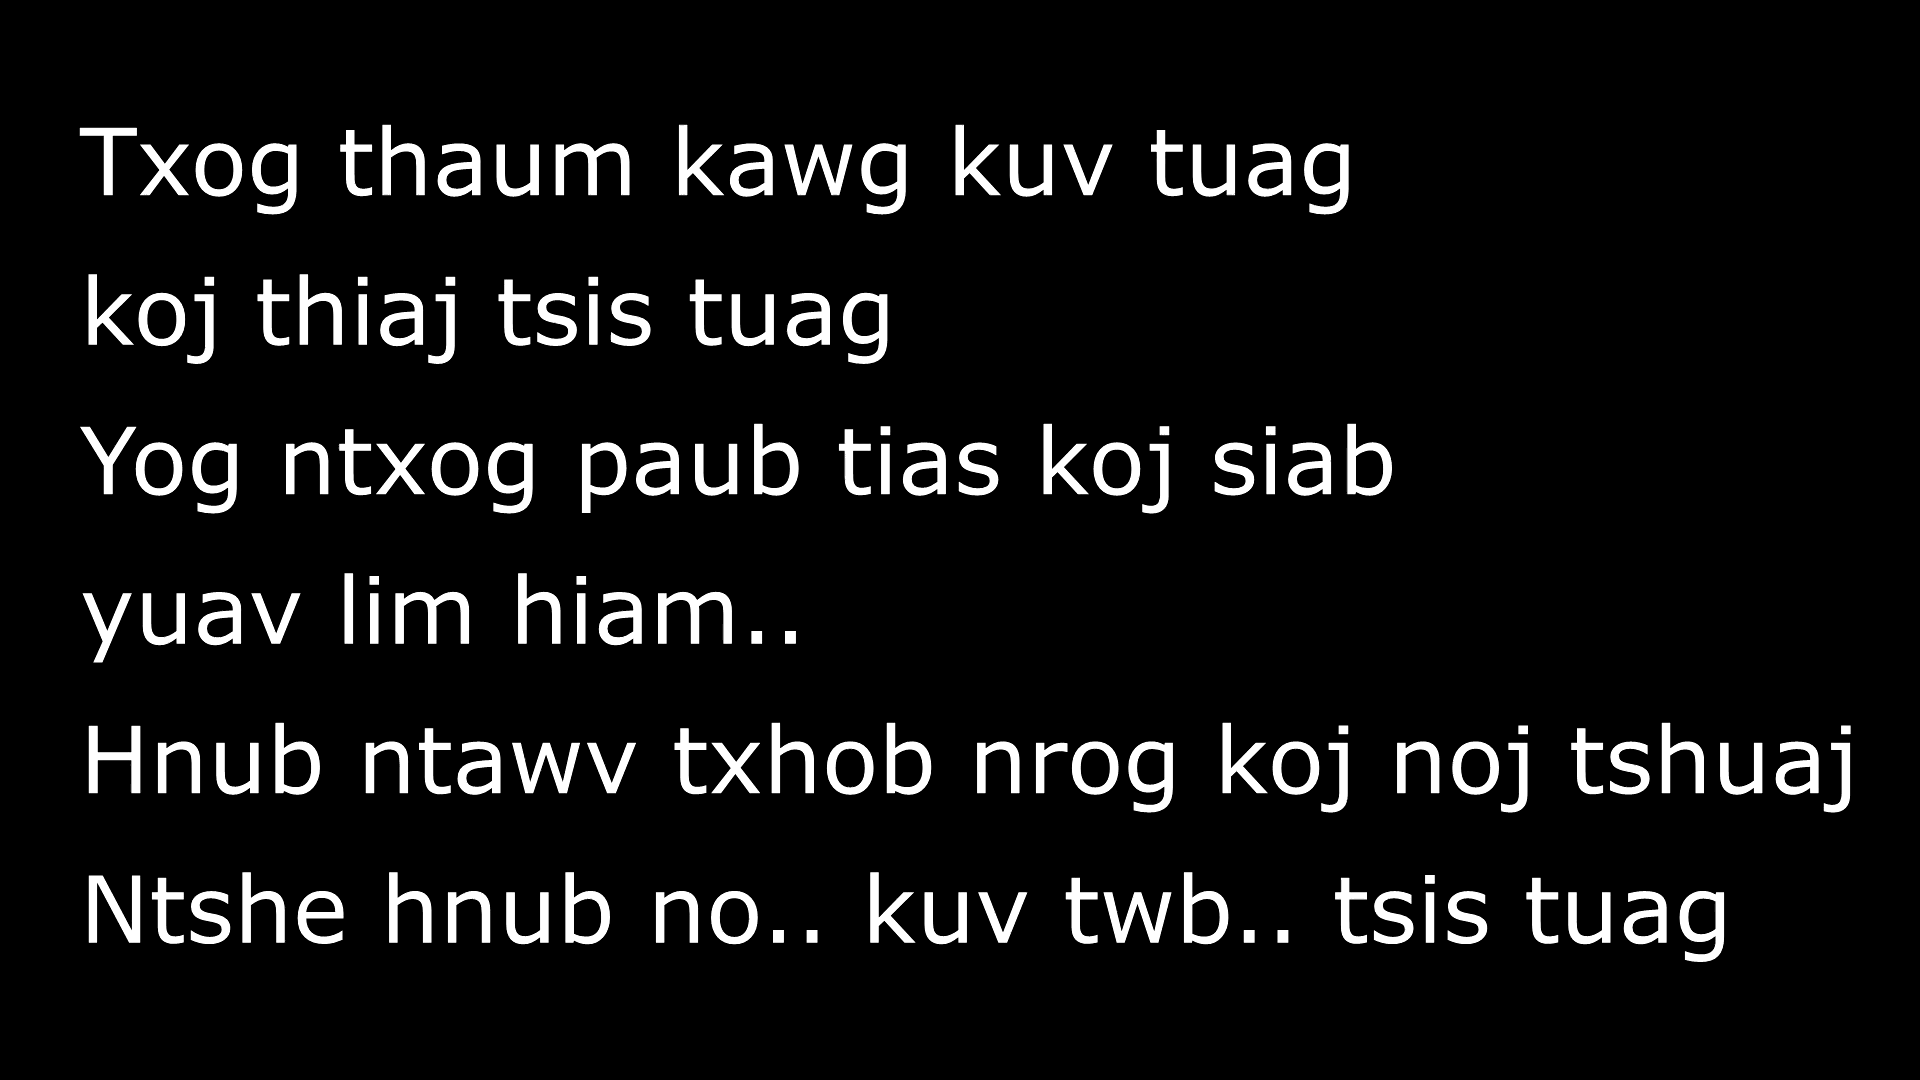 Txog thaum kawg kuv tuag
koj thiaj tsis tuag
Yog ntxog paub tias koj siab
yuav lim hiam..
Hnub ntawv txhob nrog koj noj tshuaj
Ntshe hnub no.. kuv twb.. tsis tuag